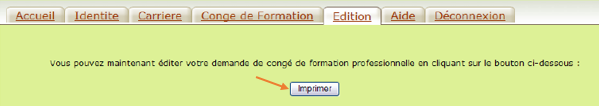 Accueil Identite Carriere Conge de Formation Edition Aide Déconnexion
Vous pouvez maintenant éditer votre demande de congé de formation professionnelle en cliquant sur le bouton ci-dessous :
Imprimer